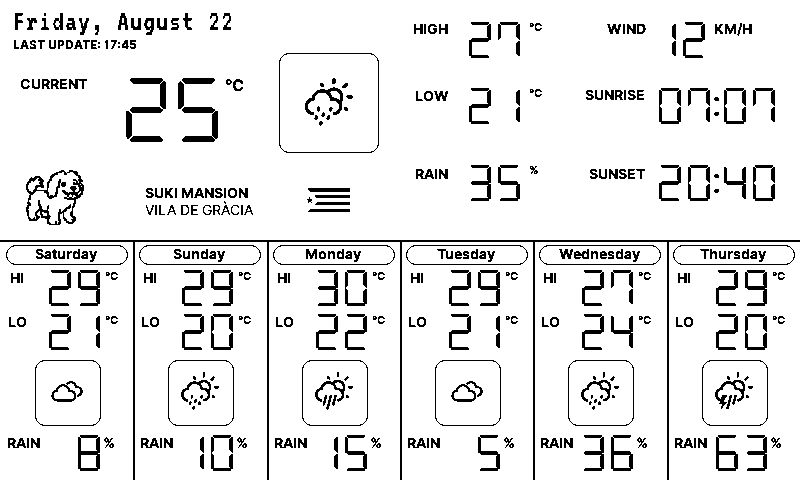 Friday, August 22
LAST UPDATE: 17:45
CURRENT 25 °C
SUKI MANSION
VILA DE GRÀCIA
HIGH 27 °C
LOW 21 °C
RAIN 35 %
WIND 12 KM/H
SUNRISE 07:07
SUNSET 20:40
Saturday
HI 29 °C
LO 21 °C
RAIN 8 %
Sunday
HI 29 °C
LO 20 °C
RAIN 10 %
Monday
HI 30 °C
LO 22 °C
RAIN 15 %
Tuesday
HI 29 °C
LO 21 °C
RAIN 5 %
Wednesday
HI 27 °C
LO 24 °C
RAIN 36 %
Thursday
HI 29 °C
LO 20 °C
RAIN 63 %